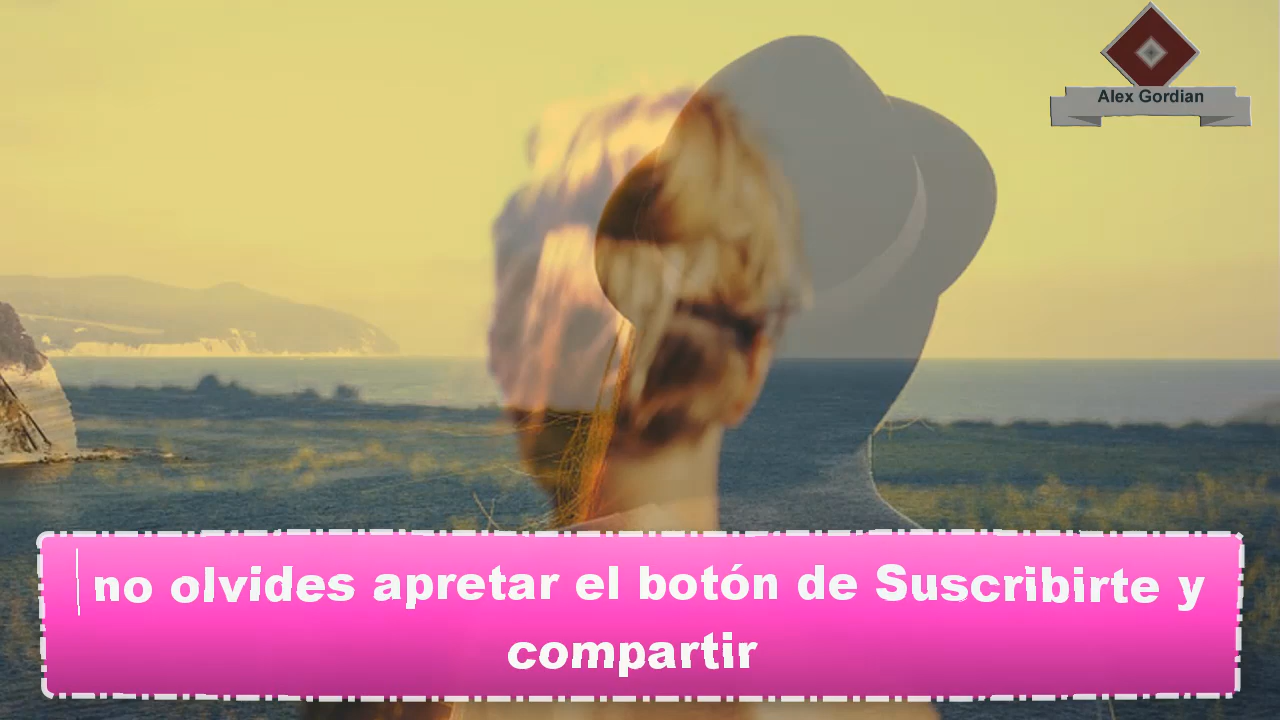 Alex Gordian
no olvides apretar el botón de Suscribirte y
compartir